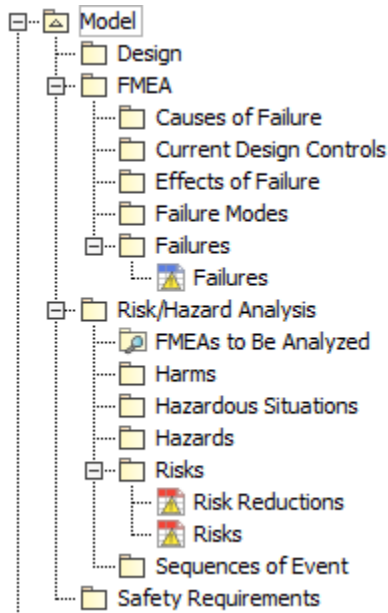 Model
Design
FMEA
Causes of Failure
Current Design Controls
Effects of Failure
Failure Modes
Failures
Failures
Risk/Hazard Analysis
FMEAs to Be Analyzed
Harms
Hazardous Situations
Hazards
Risks
Risk Reductions
Risks
Sequences of Event
Safety Requirements